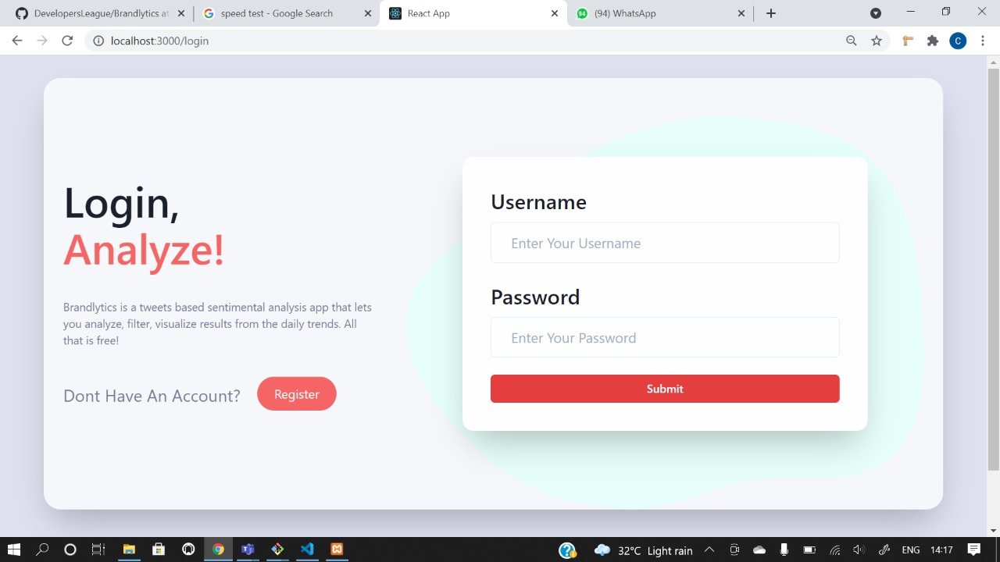 DevelopersLeague/Brandlytics at
speed test - Google Search
React App
94
(94) WhatsApp
localhost:3000/login
C
Login,
Analyze!
Brandlytics is a tweets based sentimental analysis app that lets
you analyze, filter, visualize results from the daily trends. All
that is free!
Dont Have An Account?
Register
Username
Enter Your Username
Password
Enter Your Password
Submit
32°C Light rain
ENG
14:17